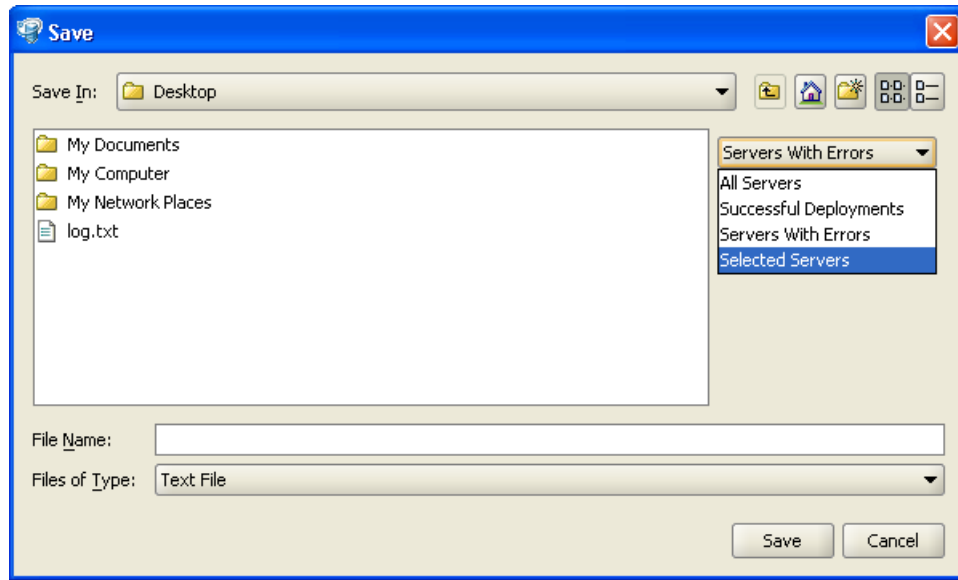 Save
Save In: Desktop
My Documents
My Computer
My Network Places
log.txt
Servers With Errors
All Servers
Successful Deployments
Servers With Errors
Selected Servers
File Name:
Files of Type: Text File
Save Cancel